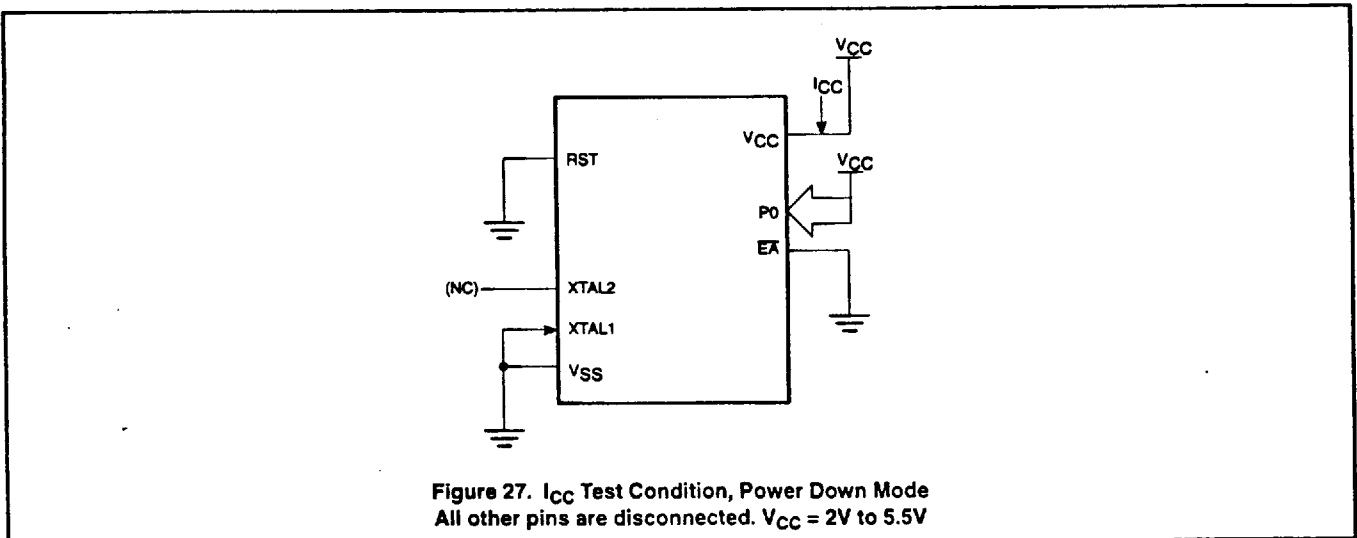 VCC
ICC
VCC
RST
VCC
P0
EA
(NC)
XTAL2
XTAL1
VSS
Figure 27. ICC Test Condition, Power Down Mode
All other pins are disconnected. VCC = 2V to 5.5V